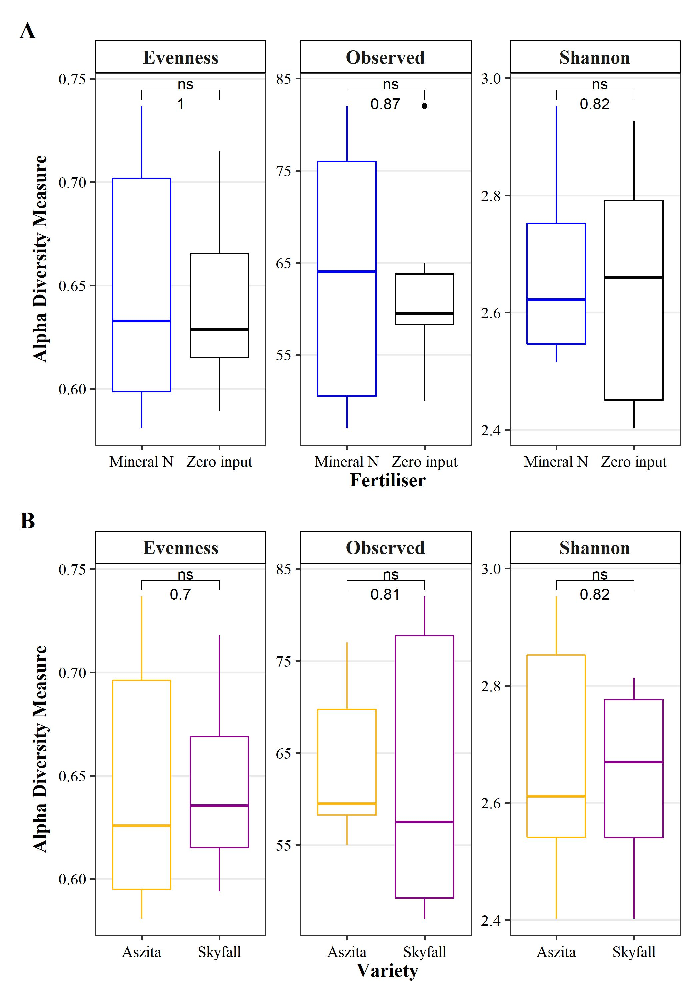 A
Evenness Observed Shannon
0.75 85 3.0
ns ns ns
1 0.87 0.82
0.70 75 2.8
0.65 65 2.6
0.60 55 2.4
Alpha Diversity Measure
Mineral N Zero input Mineral N Zero input Mineral N Zero input
Fertiliser
B
Evenness Observed Shannon
0.75 85 3.0
ns ns ns
0.7 0.81 0.82
0.70 75 2.8
0.65 65 2.6
0.60 55 2.4
Alpha Diversity Measure
Aszita Skyfall Aszita Skyfall Aszita Skyfall
Variety